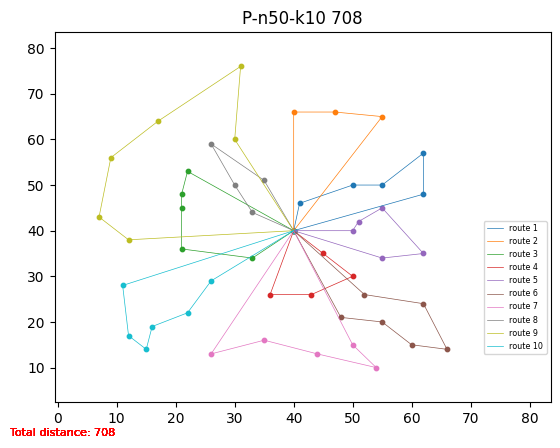 P-n50-k10 708
80
70
60
50
40
30
20
10
0 10 20 30 40 50 60 70 80
route 1
route 2
route 3
route 4
route 5
route 6
route 7
route 8
route 9
route 10
Total distance: 708